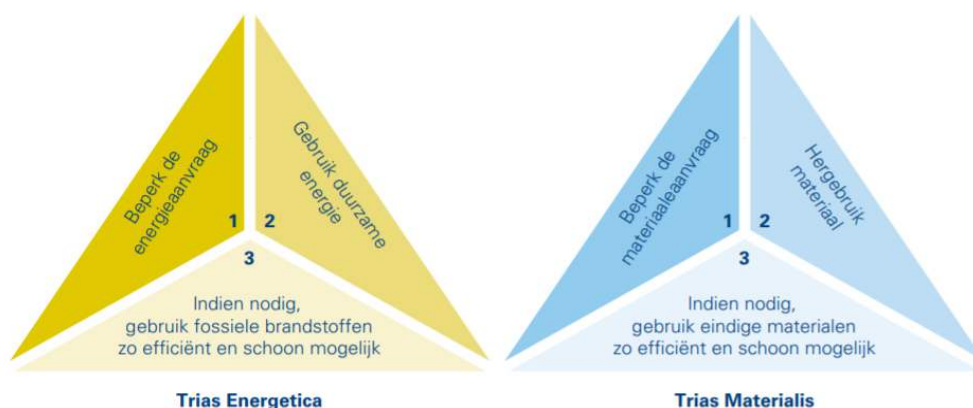 Beperk de
energieaanvraag
1
Gebruik duurzame
energie
2
3
Indien nodig,
gebruik fossiele brandstoffen
zo efficiënt en schoon mogelijk
Trias Energetica
Beperk de
materiaaleaanvraag
1
Hergebruik
materiaal
2
3
Indien nodig,
gebruik eindige materialen
zo efficiënt en schoon mogelijk
Trias Materialis